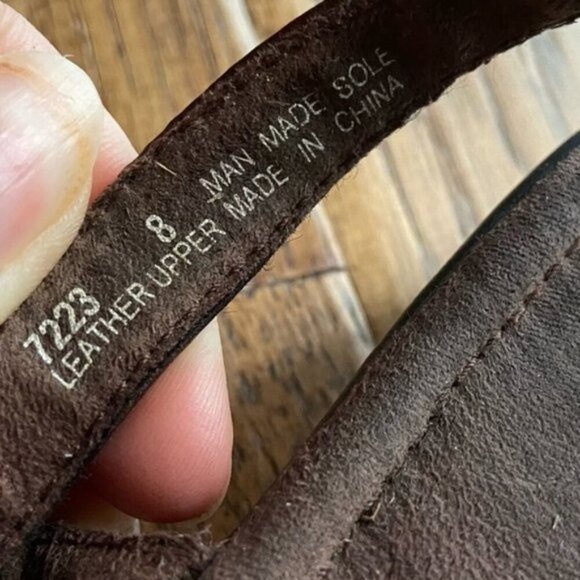 7223 8 MAN MADE SOLE
LEATHER UPPER MADE IN CHINA